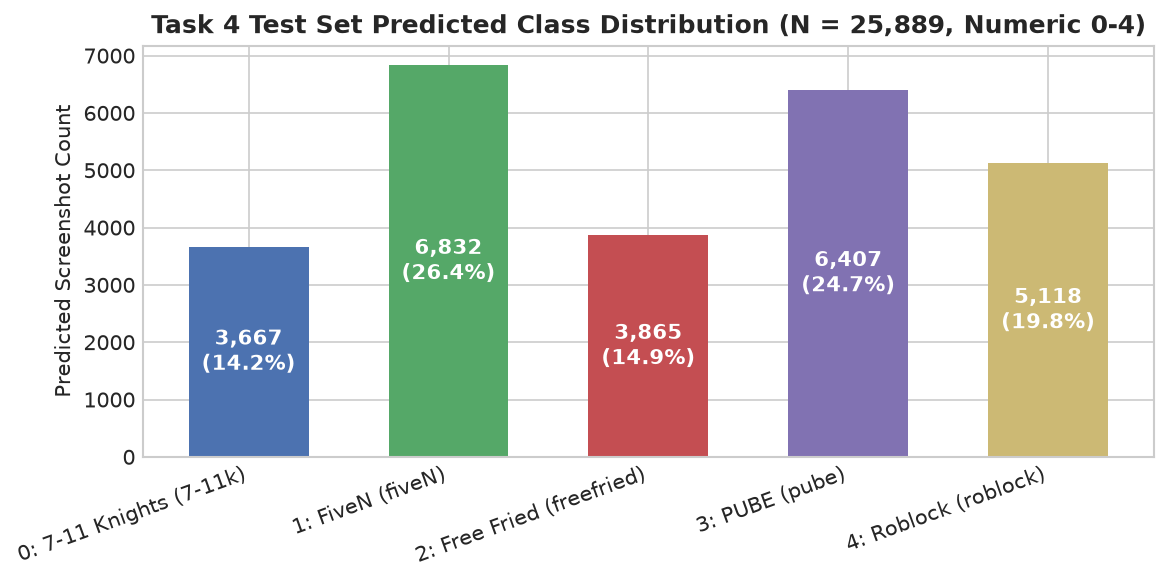 Task 4 Test Set Predicted Class Distribution (N = 25,889, Numeric 0-4)
Predicted Screenshot Count
7000
6000
5000
4000
3000
2000
1000
0
3,667
(14.2%)
6,832
(26.4%)
3,865
(14.9%)
6,407
(24.7%)
5,118
(19.8%)
0: 7-11 Knights (7-11k)
1: FiveN (fiveN)
2: Free Fried (freefried)
3: PUBE (pube)
4: Roblock (roblock)